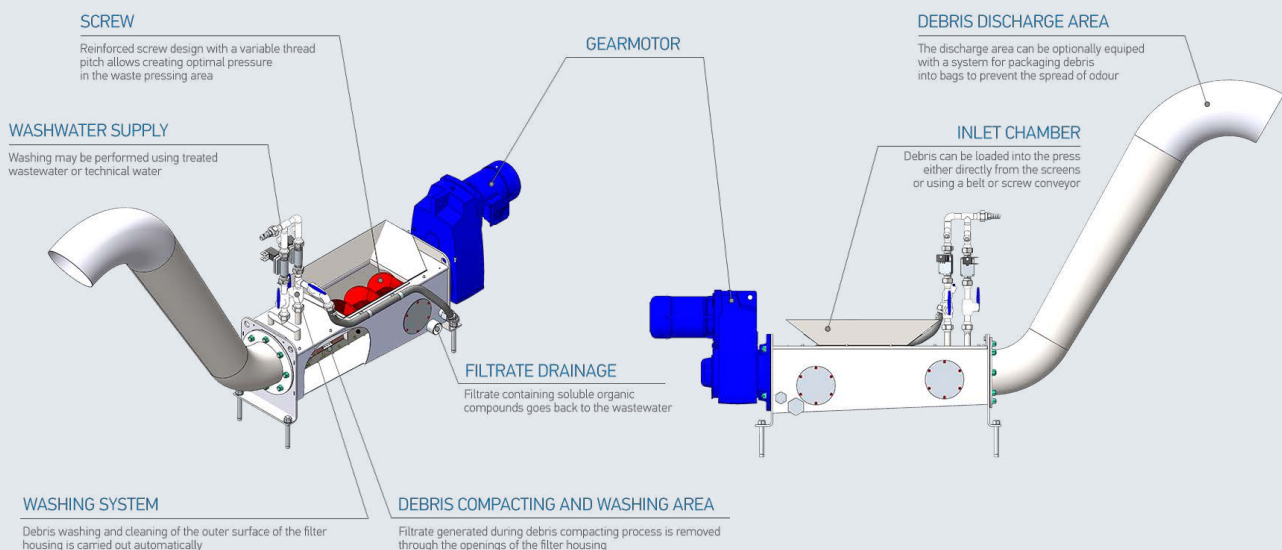 SCREW
Reinforced screw design with a variable thread
pitch allows creating optimal pressure
in the waste pressing area
GEARMOTOR
DEBRIS DISCHARGE AREA
The discharge area can be optionally equiped
with a system for packaging debris
into bags to prevent the spread of odour
WASHWATER SUPPLY
Washing may be performed using treated
wastewater or technical water
INLET CHAMBER
Debris can be loaded into the press
either directly from the screens
or using a belt or screw conveyor
FILTRATE DRAINAGE
Filtrate containing soluble organic
compounds goes back to the wastewater
WASHING SYSTEM
Debris washing and cleaning of the outer surface of the filter
housing is carried out automatically
DEBRIS COMPACTING AND WASHING AREA
Filtrate generated during debris compacting process is removed
through the openings of the filter housing